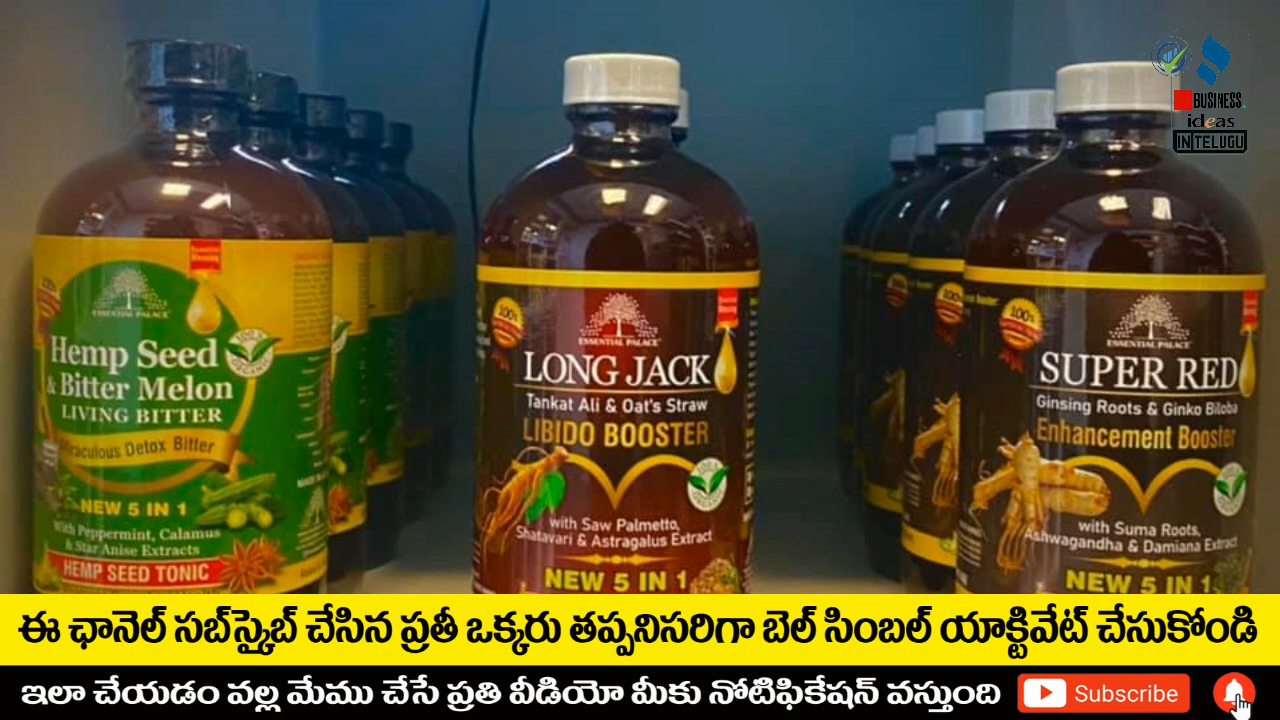 BUSINESS
ideas
IN TELUGU
ESSENTIAL PALACE
Hemp Seed
& Bitter Melon
LIVING BITTER
Miraculous Detox Bitter
NEW 5 IN 1
With Peppermint, Calamus
& Star Anise Extracts
HEMP SEED TONIC
100%
ESSENTIAL PALACE
LONG JACK
Tankat Ali & Oat's Straw
LIBIDO BOOSTER
with Saw Palmetto,
Shatavari & Astragalus Extract
NEW 5 IN 1
100%
ESSENTIAL PALACE
SUPER RED
Ginsing Roots & Ginko Biloba
Enhancement Booster
with Suma Roots,
Ashwagandha & Damiana Extract
NEW 5 IN 1
ఈ ఛానెల్ సబ్‌స్క్రైబ్ చేసిన ప్రతీ ఒక్కరు తప్పనిసరిగా బెల్ సింబల్ యాక్టివేట్ చేసుకోండి
ఇలా చేయడం వల్ల మేము చేసే ప్రతి వీడియో మీకు నోటిఫికేషన్ వస్తుంది
Subscribe